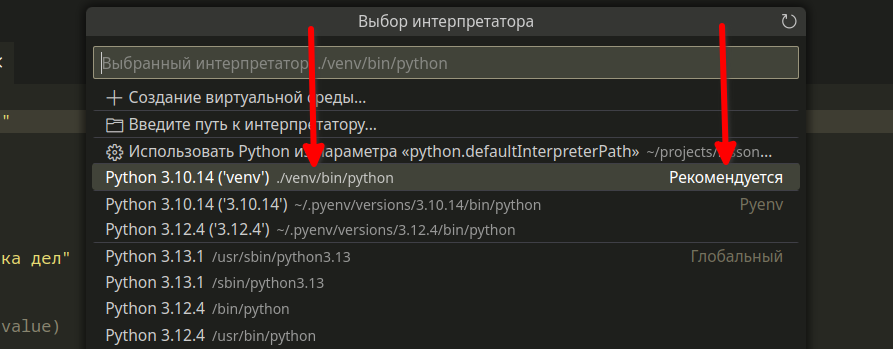 Выбор интерпретатора
Выбранный интерпретатор: ./venv/bin/python
Создание виртуальной среды...
Введите путь к интерпретатору...
"
Использовать Python из параметра «python.defaultInterpreterPath» ~/projects/
Python 3.10.14 ('venv') ./venv/bin/python Рекомендуется
Python 3.10.14 ('3.10.14') ~/.pyenv/versions/3.10.14/bin/python Pyenv
Python 3.12.4 ('3.12.4') ~/.pyenv/versions/3.12.4/bin/python
ка дел" Python 3.13.1 /usr/sbin/python3.13 Глобальный
Python 3.13.1 /sbin/python3.13
Python 3.12.4 /bin/python
value) Python 3.12.4 /usr/bin/python